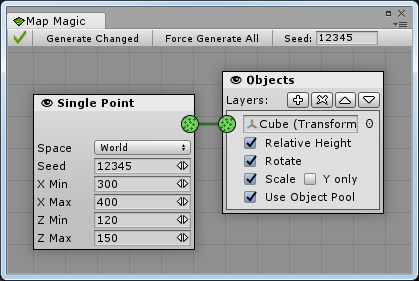 Map Magic
Generate Changed Force Generate All Seed: 12345
Objects
Layers:
Single Point
Cube (Transform
Relative Height
Space World
Rotate
Seed 12345
Scale Y only
X Min 300
Use Object Pool
X Max 400
Z Min 120
Z Max 150